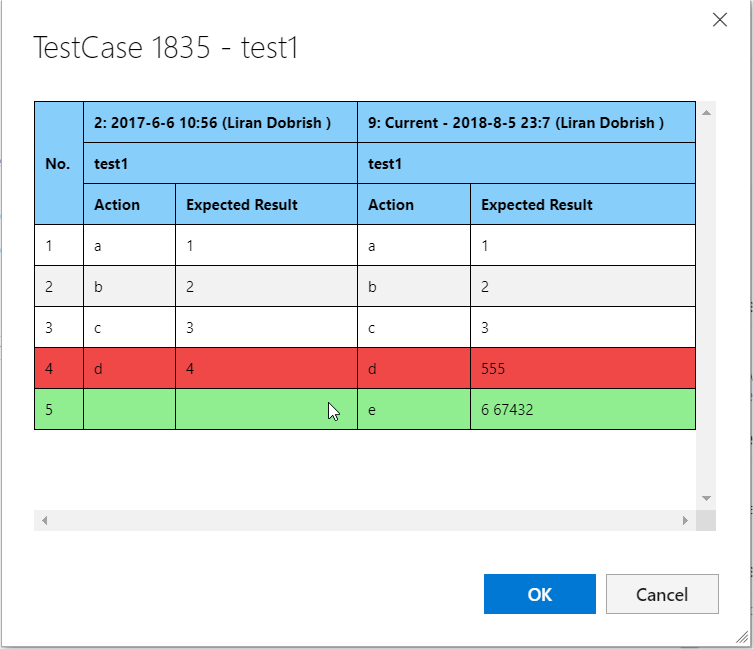 TestCase 1835 - test1
No. 2: 2017-6-6 10:56 (Liran Dobrish ) 9: Current - 2018-8-5 23:7 (Liran Dobrish )
test1 test1
Action Expected Result Action Expected Result
1 a 1 a 1
2 b 2 b 2
3 c 3 c 3
4 d 4 d 555
5 e 6 67432
OK Cancel